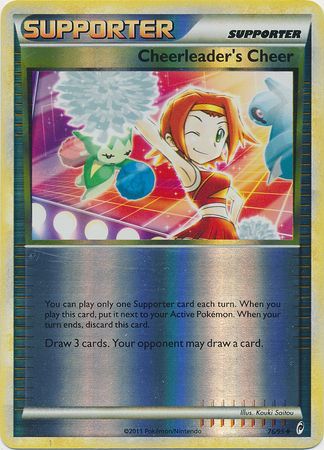 SUPPORTER
SUPPORTER
Cheerleader's Cheer
You can play only one Supporter card each turn. When you
play this card, put it next to your Active Pokémon. When your
turn ends, discard this card.
Draw 3 cards. Your opponent may draw a card.
Illus. Kouki Saitou
©2011 Pokémon/Nintendo
76/95